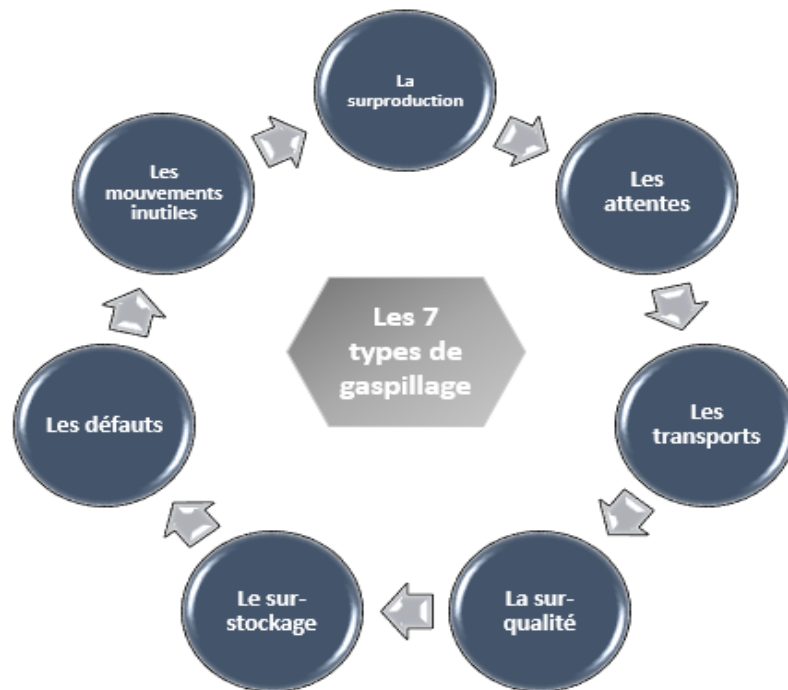 La
surproduction
Les
attentes
Les
transports
La sur-
qualité
Le sur-
stockage
Les défauts
Les
mouvements
inutiles
Les 7
types de
gaspillage